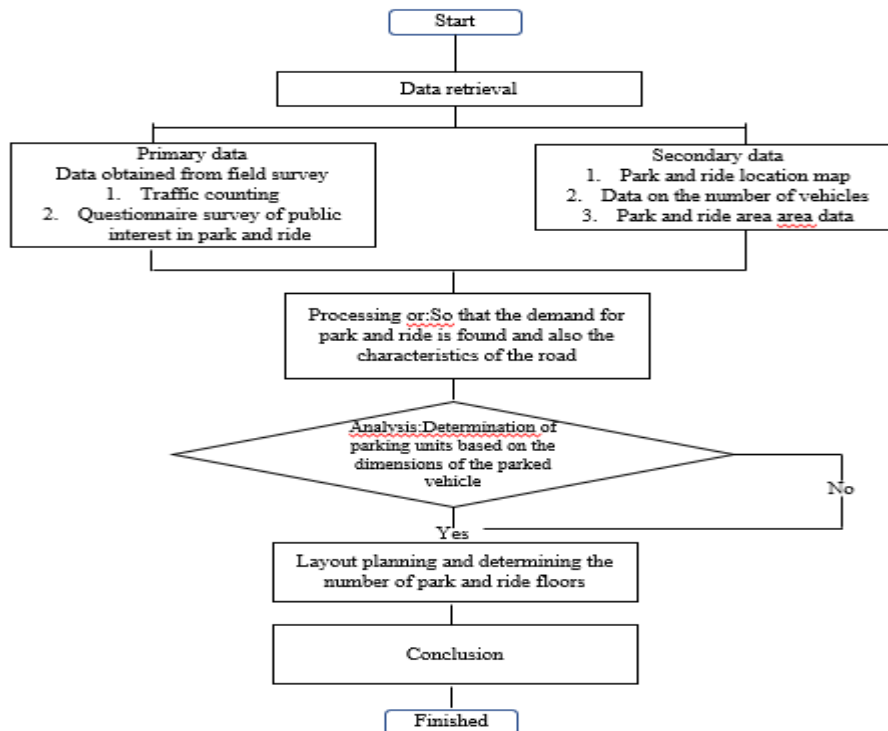 Start
Data retrieval
Primary data
Data obtained from field survey
1. Traffic counting
2. Questionnaire survey of public
interest in park and ride
Secondary data
1. Park and ride location map
2. Data on the number of vehicles
3. Park and ride area area data
Processing or:So that the demand for
park and ride is found and also the
characteristics of the road
Analysis:Determination of
parking units based on the
dimensions of the parked
vehicle
No
Yes
Layout planning and determining the
number of park and ride floors
Conclusion
Finished